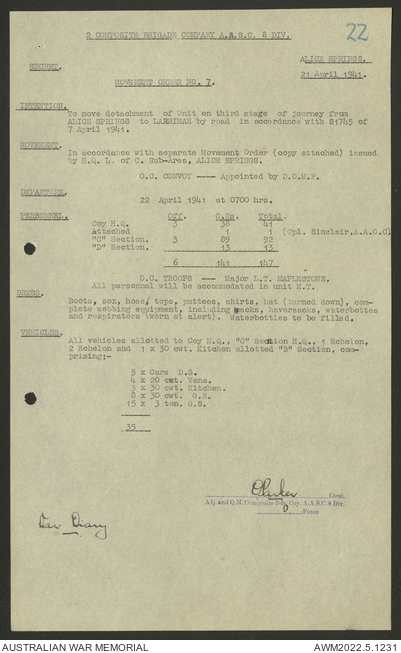 22
2 COMPOSITE BRIGADE COMPANY A.A.S.C. 8 DIV.
ALICE SPRINGS.
SECRET.
21 April 1941.
MOVEMENT ORDER NO. 7.
INTENTION.
To move detachment of Unit on third stage of journey from
ALICE SPRINGS to LARRIMAH by road in accordance with S1745 of
7 April 1941.
MOVEMENT.
In accordance with separate Movement Order (copy attached) issued
by H.Q. L. of C. Sub-Area, ALICE SPRINGS.
O.C. CONVOY ---- Appointed by D.O.M.F.
DEPARTURE.
22 April 1941 at 0700 hrs.
PERSONNEL. Off. O.Rs. Total.
Coy H.Q. 3 38 41
Attached 1 1 (Cpl. Sinclair,A.A.O.C)
"C" Section. 3 89 92
"D" Section. 13 13
6 141 147
O.C. TROOPS --- Major L.T. MAPLESTONE.
All personnel will be accommodated in unit M.T.
DRESS.
Boots, sox, hose, tops, puttees, shirts, hat (turned down), com-
plete webbing equipment, including packs, haversacks, waterbottles
and respirators (worn at alert). Waterbottles to be filled.
VEHICLES.
All vehicles allotted to Coy H.Q., "C" Section H.Q., 1 Echelon,
2 Echelon and 1 x 30 cwt. Kitchen allotted "D" Section, com-
prising;-
5 x Cars D.S.
4 x 20 cwt. Vans.
3 x 30 cwt. Kitchen.
8 x 30 cwt. G.S.
15 x 3 ton. G.S.
35
Lieut.
Adj. and Q.M. Composite Bde. Coy. A.A.S.C. 8 Div.
Force
War Diary
AUSTRALIAN WAR MEMORIAL
AWM2022.5.1231